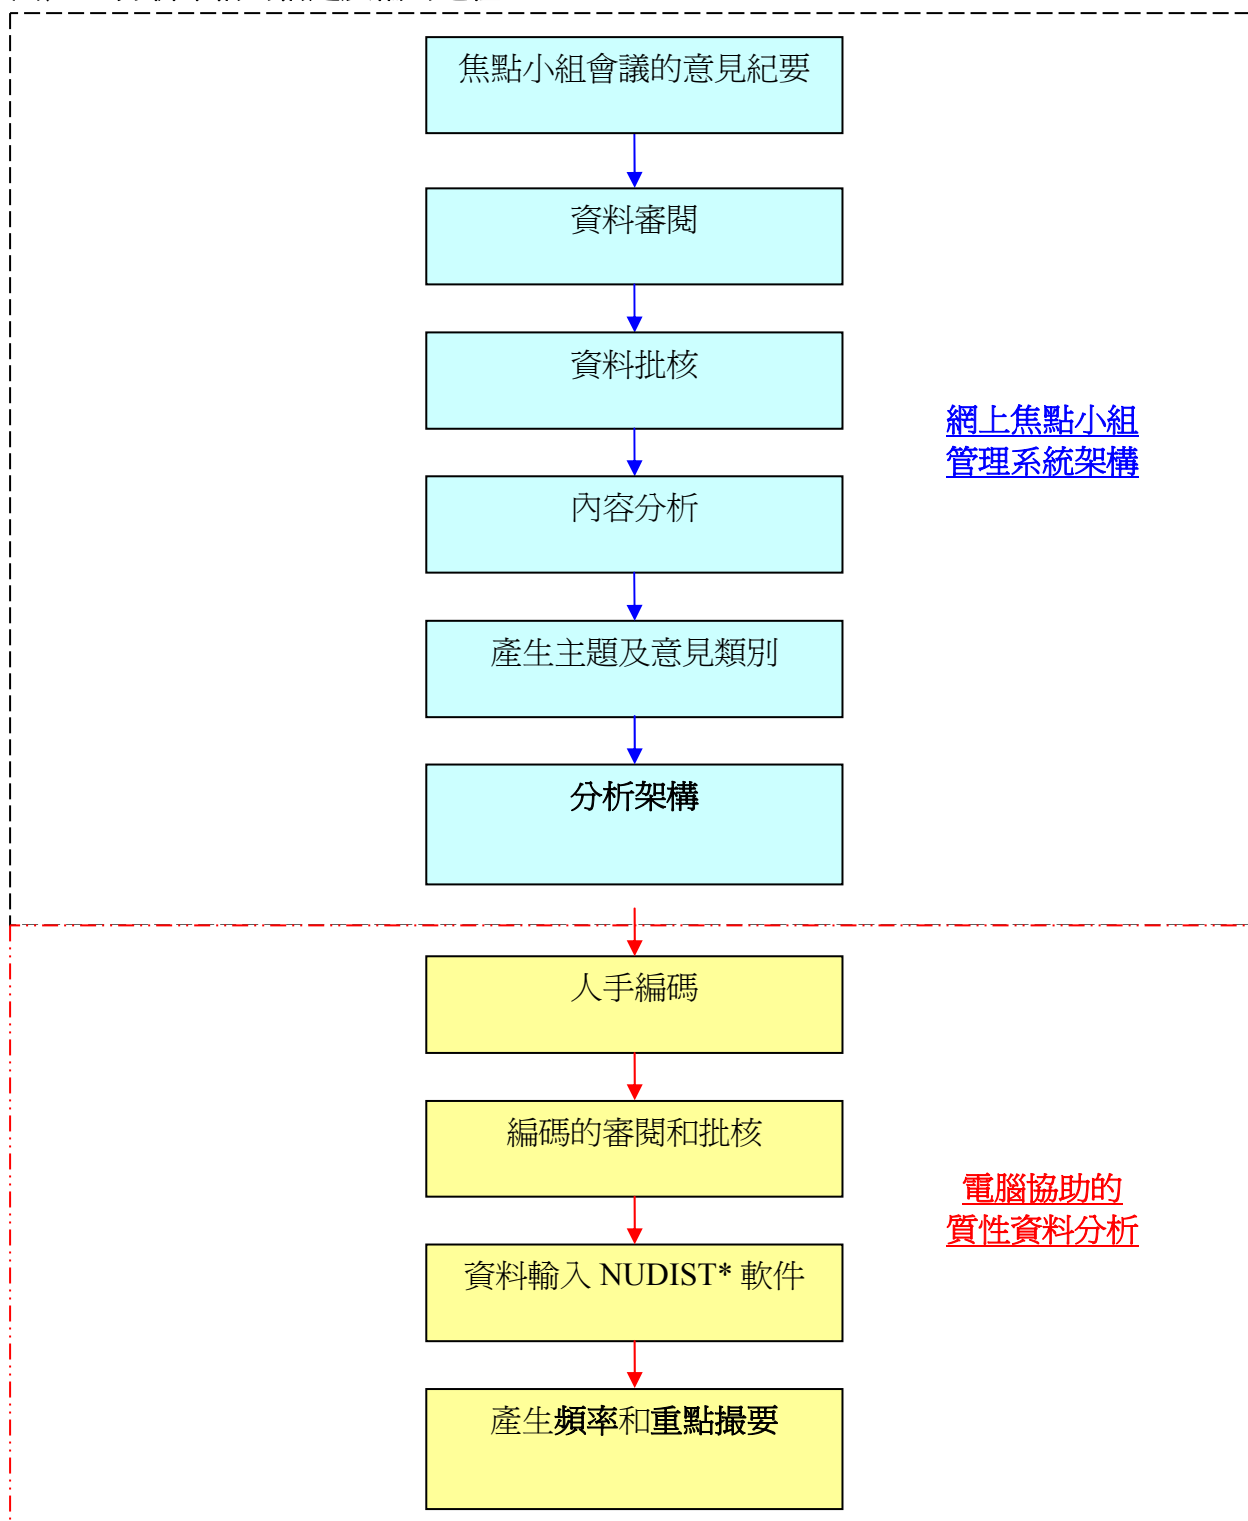 焦點小組會議的意見紀要
資料審閱
資料批核
網上焦點小組
管理系統架構
內容分析
產生主題及意見類別
分析架構
人手編碼
編碼的審閱和批核
電腦協助的
質性資料分析
資料輸入 NUDIST* 軟件
產生頻率和重點撮要